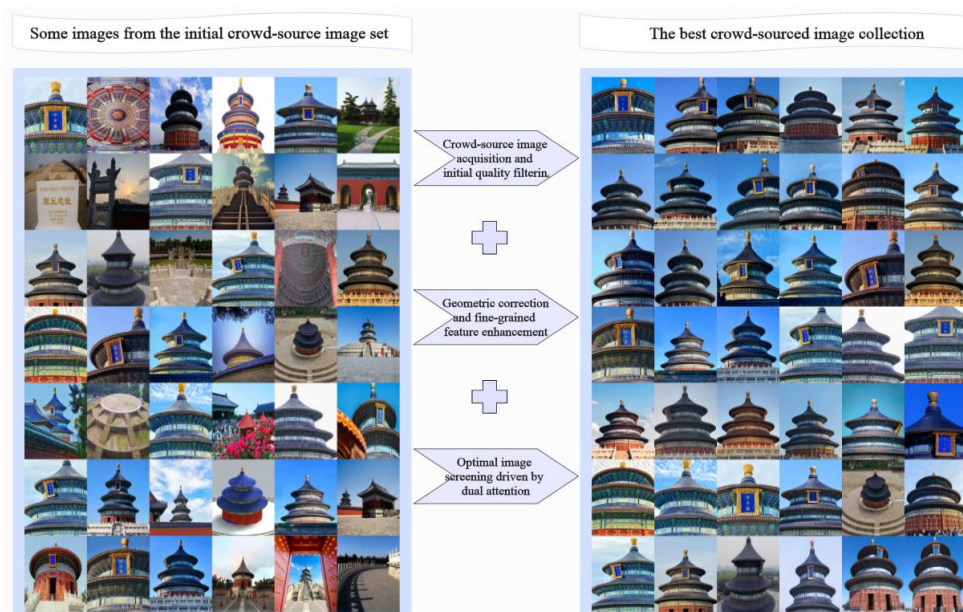 Some images from the initial crowd-source image set
The best crowd-sourced image collection
Crowd-source image
acquisition and
initial quality filterin,
Geometric correction
and fine-grained
feature enhancement
Optimal image
screening driven by
dual attention